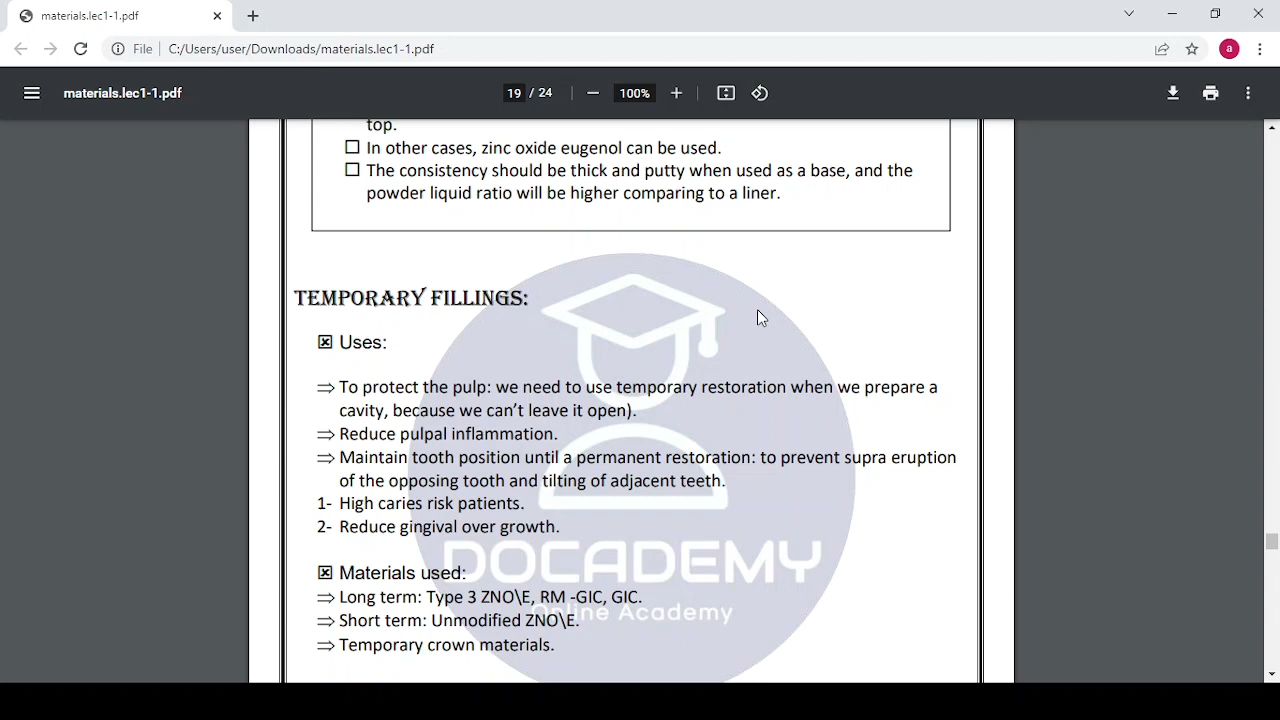 materials.lec1-1.pdf
File
C:/Users/user/Downloads/materials.lec1-1.pdf
a
materials.lec1-1.pdf
19 / 24
100%
top.
☐ In other cases, zinc oxide eugenol can be used.
☐ The consistency should be thick and putty when used as a base, and the
powder liquid ratio will be higher comparing to a liner.
TEMPORARY FILLINGS:
☒ Uses:
⇒ To protect the pulp: we need to use temporary restoration when we prepare a
cavity, because we can't leave it open).
⇒ Reduce pulpal inflammation.
⇒ Maintain tooth position until a permanent restoration: to prevent supra eruption
of the opposing tooth and tilting of adjacent teeth.
1- High caries risk patients.
2- Reduce gingival over growth.
DOCADEMY
☒ Materials used:
⇒ Long term: Type 3 ZNO\E, RM -GIC, GIC.
Online Academy
⇒ Short term: Unmodified ZNO\E.
⇒ Temporary crown materials.